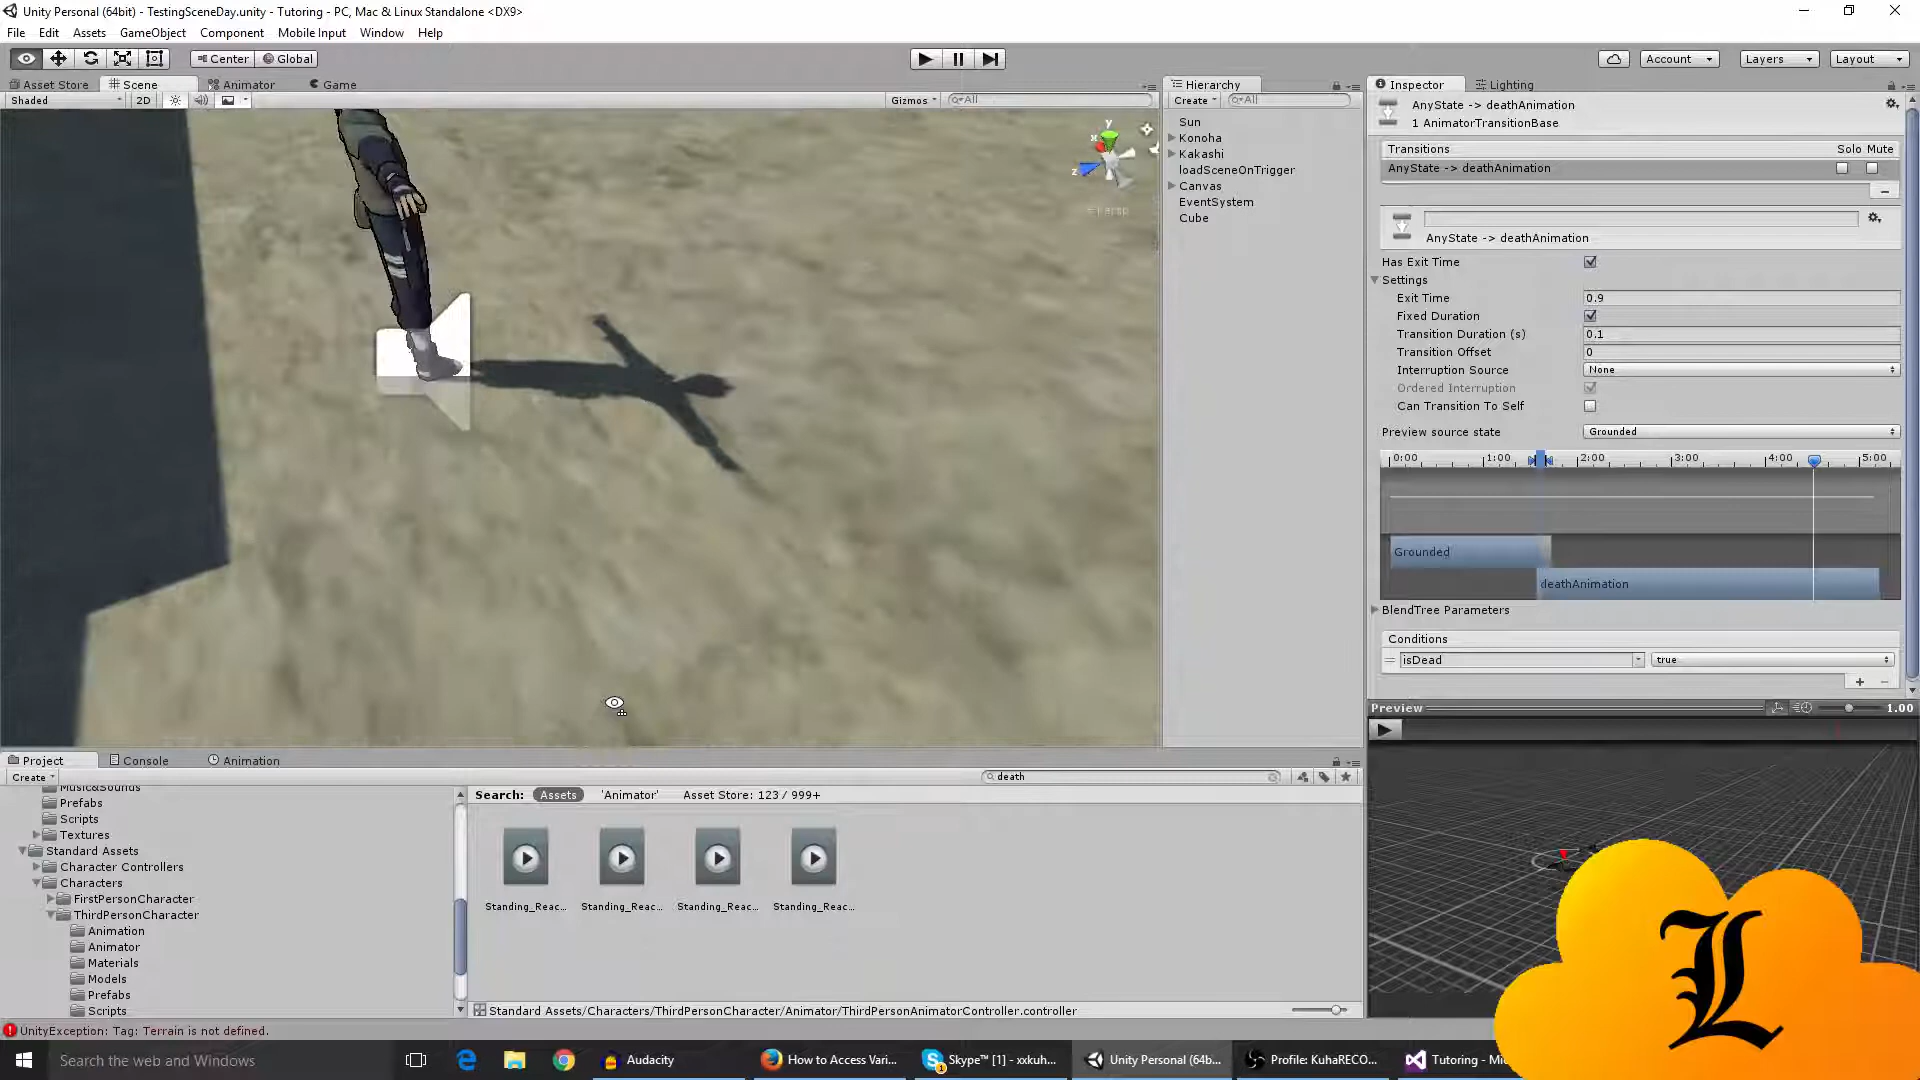 Unity Personal (64bit) - TestingSceneDay.unity - Tutoring - PC, Mac & Linux Standalone <DX9>
File Edit Assets GameObject Component Mobile Input Window Help
Center Global Account Layers Layout
Asset Store Scene Animator Game
Shaded 2D Gizmos All
y
x
z
Persp
Hierarchy
Create All
Sun
Konoha
Kakashi
loadSceneOnTrigger
Canvas
EventSystem
Cube
Inspector Lighting
AnyState -> deathAnimation
1 AnimatorTransitionBase
Transitions Solo Mute
AnyState -> deathAnimation
AnyState -> deathAnimation
Has Exit Time
Settings
Exit Time 0.9
Fixed Duration
Transition Duration (s) 0.1
Transition Offset 0
Interruption Source None
Ordered Interruption
Can Transition To Self
Preview source state Grounded
0:00 1:00 2:00 3:00 4:00 5:00
Grounded
deathAnimation
BlendTree Parameters
Conditions
isDead true
Preview 1.00
Project Console Animation
Create death
Music&Sounds
Prefabs
Scripts
Textures
Standard Assets
Character Controllers
Characters
FirstPersonCharacter
ThirdPersonCharacter
Animation
Animator
Materials
Models
Prefabs
Scripts
Search: Assets 'Animator' Asset Store: 123 / 999+
Standing_Reac... Standing_Reac... Standing_Reac... Standing_Reac...
Standard Assets/Characters/ThirdPersonCharacter/Animator/ThirdPersonAnimatorController.controller
L
UnityException: Tag: Terrain is not defined.
Search the web and Windows Audacity How to Access Vari... Skype™ [1] - xxkuh... Unity Personal (64b... Profile: KuhaRECO... Tutoring - Mi